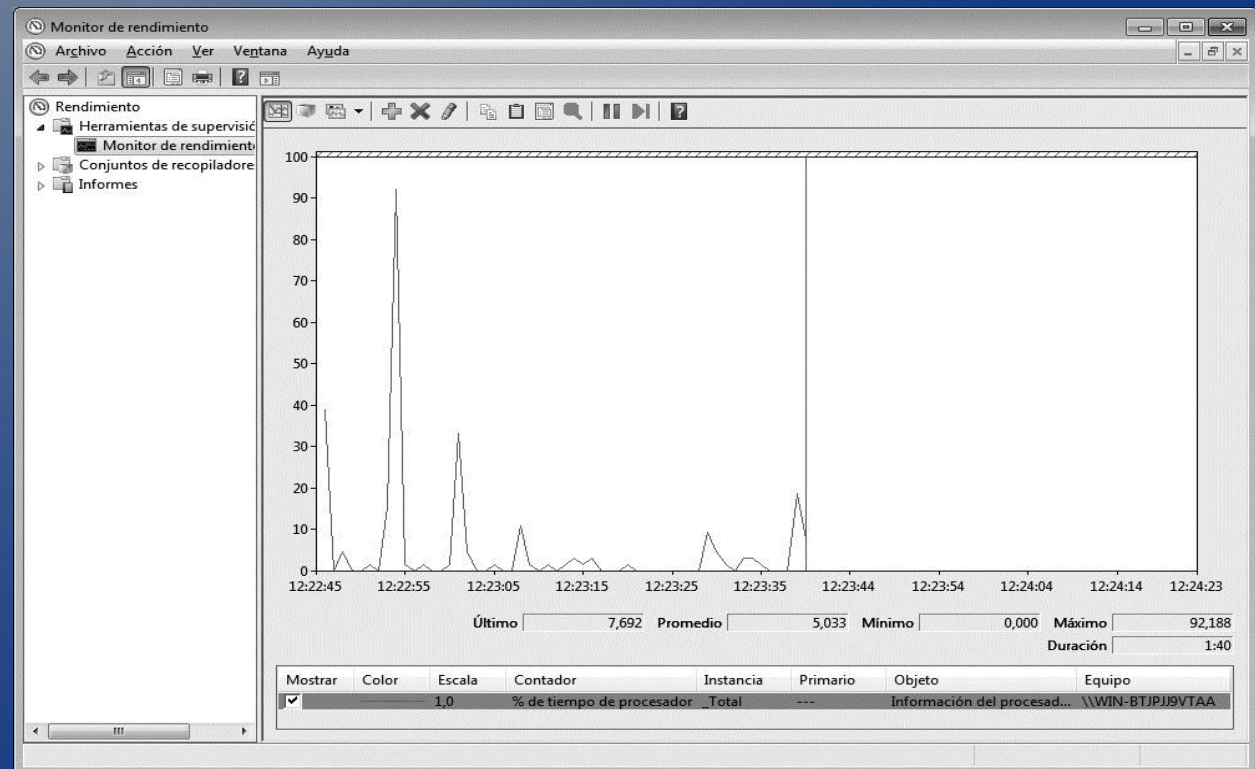 Monitor de rendimiento
Archivo Acción Ver Ventana Ayuda
Rendimiento
Herramientas de supervisió
Monitor de rendimient
Conjuntos de recopiladore
Informes
100
90
80
70
60
50
40
30
20
10
0
12:22:45 12:22:55 12:23:05 12:23:15 12:23:25 12:23:35 12:23:44 12:23:54 12:24:04 12:24:14 12:24:23
Último 7,692 Promedio 5,033 Mínimo 0,000 Máximo 92,188
Duración 1:40
Mostrar Color Escala Contador Instancia Primario Objeto Equipo
1,0 % de tiempo de procesador _Total --- Información del procesad... \\WIN-BTJPJJ9VTAA